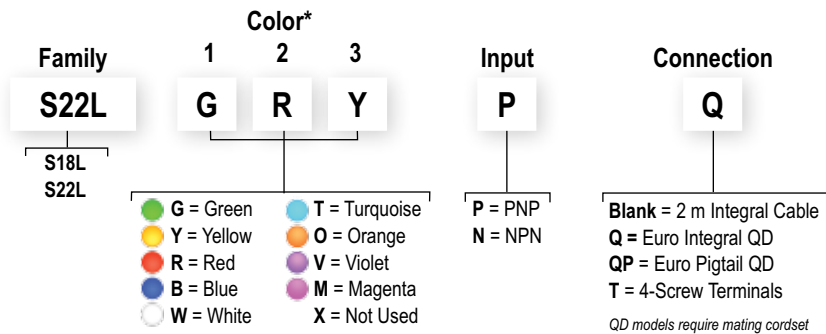 Color*
Family 1 2 3 Input Connection
S22L G R Y P Q
S18L
S22L
G = Green
Y = Yellow
R = Red
B = Blue
W = White
T = Turquoise
O = Orange
V = Violet
M = Magenta
X = Not Used
P = PNP
N = NPN
Blank = 2 m Integral Cable
Q = Euro Integral QD
QP = Euro Pigtail QD
T = 4-Screw Terminals
QD models require mating cordset